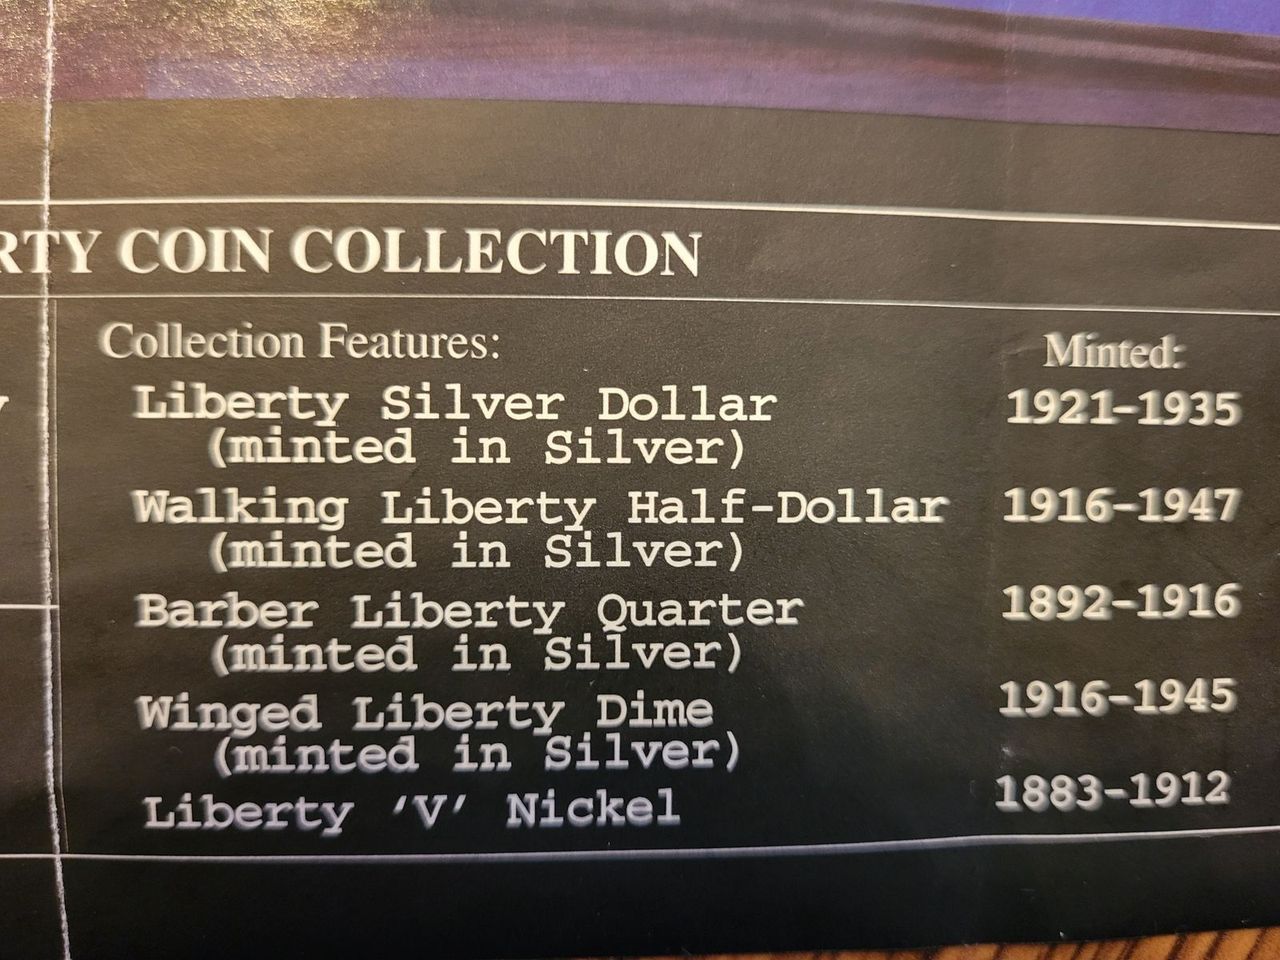 RTY COIN COLLECTION
Collection Features: Minted:
Liberty Silver Dollar 1921-1935
(minted in Silver)
Walking Liberty Half-Dollar 1916-1947
(minted in Silver)
Barber Liberty Quarter 1892-1916
(minted in Silver)
Winged Liberty Dime 1916-1945
(minted in Silver)
Liberty 'V' Nickel 1883-1912